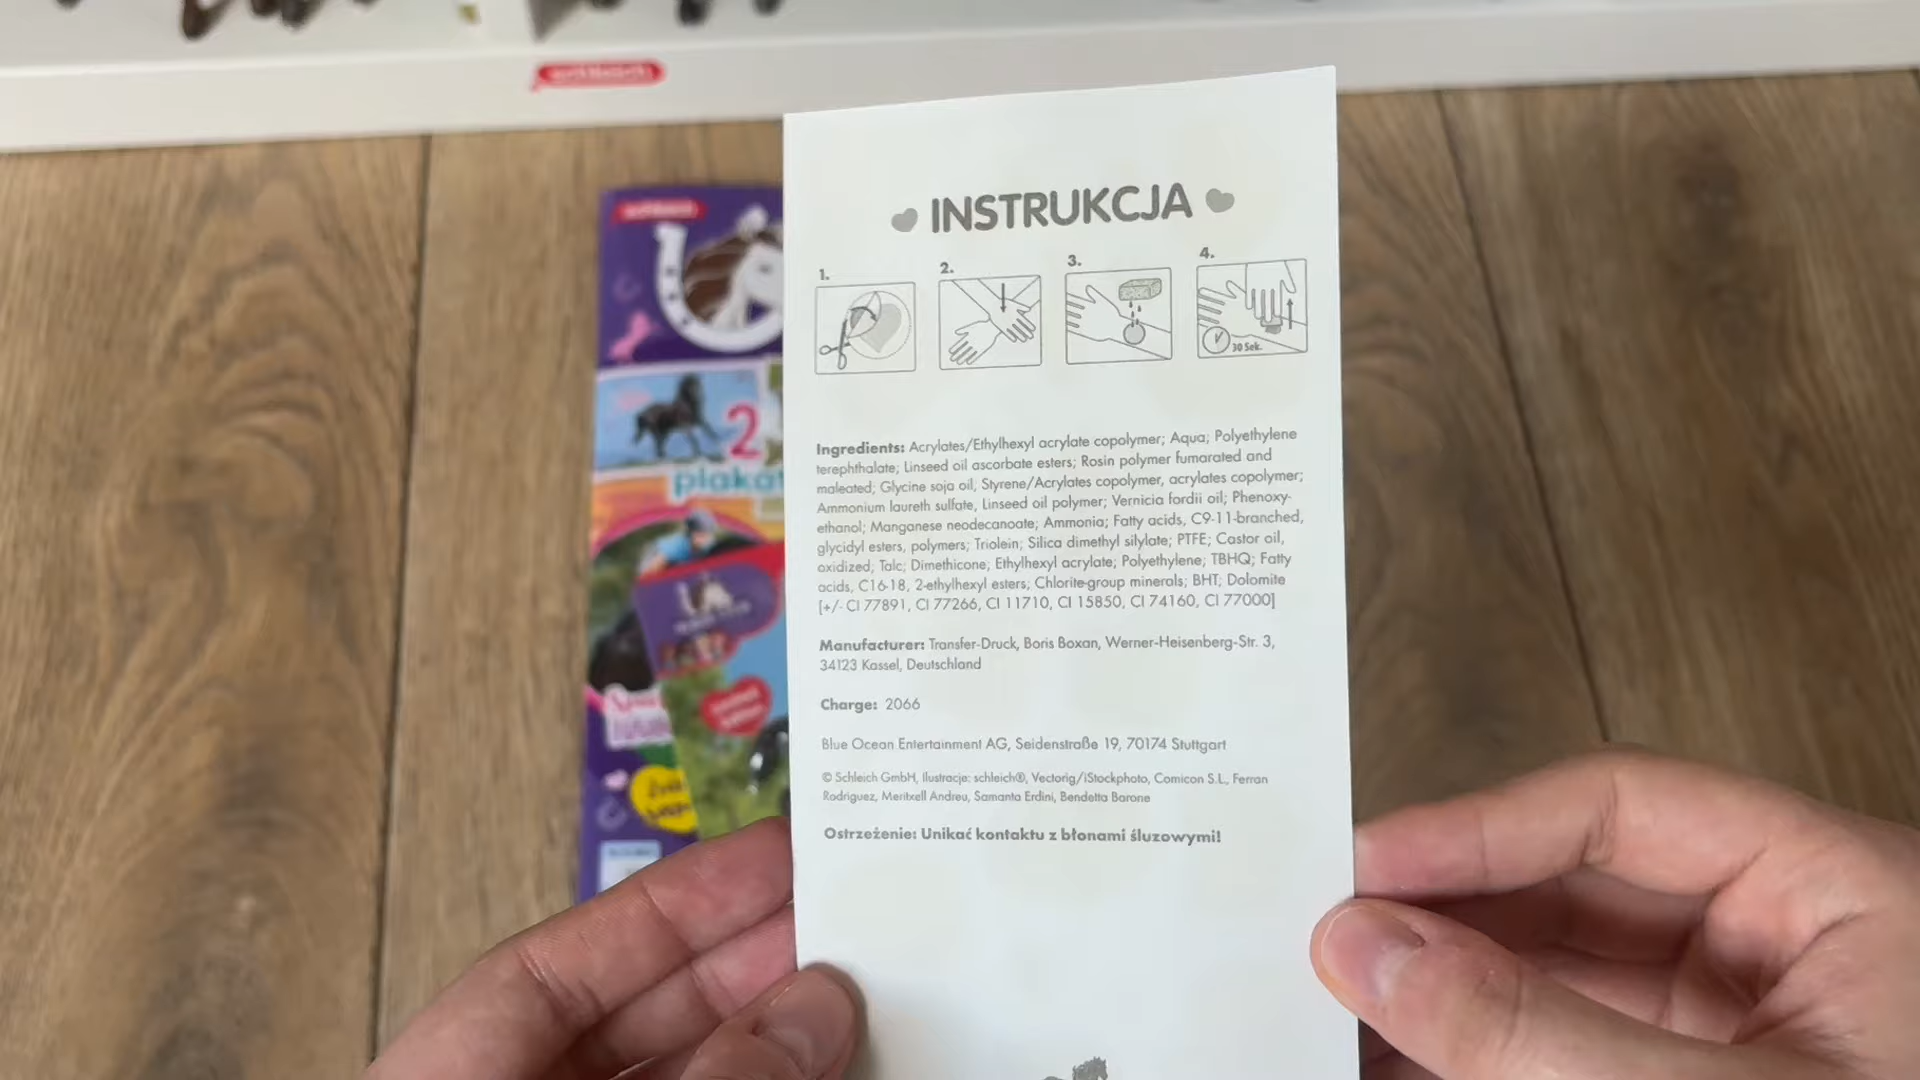 schleich
INSTRUKCJA
1. 2. 3. 4.
30 Sek.
2
plakat
Ingredients: Acrylates/Ethylhexyl acrylate copolymer; Aqua; Polyethylene
terephthalate; Linseed oil ascorbate esters; Rosin polymer fumarated and
maleated; Glycine soja oil, Styrene/Acrylates copolymer, acrylates copolymer;
Ammonium laureth sulfate, Linseed oil polymer; Vernicia fordii oil; Phenoxy-
ethanol; Manganese neodecanoate; Ammonia; Fatty acids, C9-11-branched,
glycidyl esters, polymers; Triolein; Silica dimethyl silylate; PTFE; Castor oil,
oxidized; Talc; Dimethicone; Ethylhexyl acrylate; Polyethylene; TBHQ; Fatty
acids, C16-18, 2-ethylhexyl esters; Chlorite-group minerals; BHT; Dolomite
[+/- CI 77891, CI 77266, CI 11710, CI 15850, CI 74160, CI 77000]
Manufacturer: Transfer-Druck, Boris Boxan, Werner-Heisenberg-Str. 3,
34123 Kassel, Deutschland
Charge: 2066
Blue Ocean Entertainment AG, Seidenstraße 19, 70174 Stuttgart
© Schleich GmbH, Ilustracje: schleich®, Vectorig/iStockphoto, Comicon S.L., Ferran
Rodriguez, Meritxell Andreu, Samanta Erdini, Bendetta Barone
Ostrzeżenie: Unikać kontaktu z błonami śluzowymi!